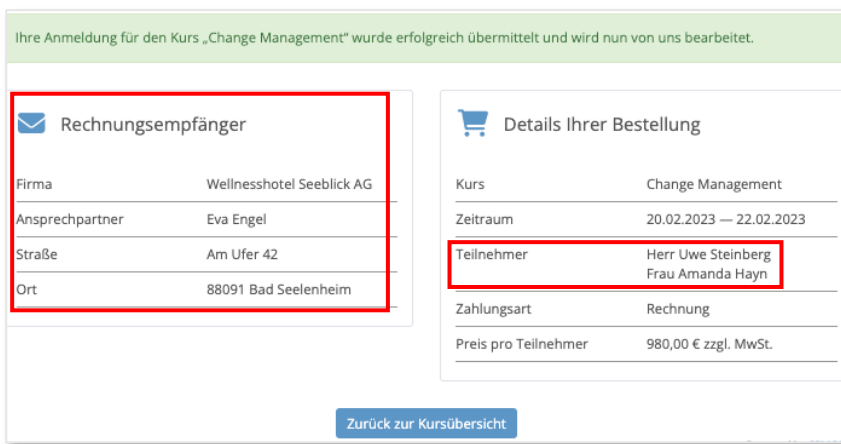 Ihre Anmeldung für den Kurs „Change Management“ wurde erfolgreich übermittelt und wird nun von uns bearbeitet.
Rechnungsempfänger
Firma Wellnesshotel Seeblick AG
Ansprechpartner Eva Engel
Straße Am Ufer 42
Ort 88091 Bad Seelenheim
Details Ihrer Bestellung
Kurs Change Management
Zeitraum 20.02.2023 — 22.02.2023
Teilnehmer Herr Uwe Steinberg
Frau Amanda Hayn
Zahlungsart Rechnung
Preis pro Teilnehmer 980,00 € zzgl. MwSt.
Zurück zur Kursübersicht